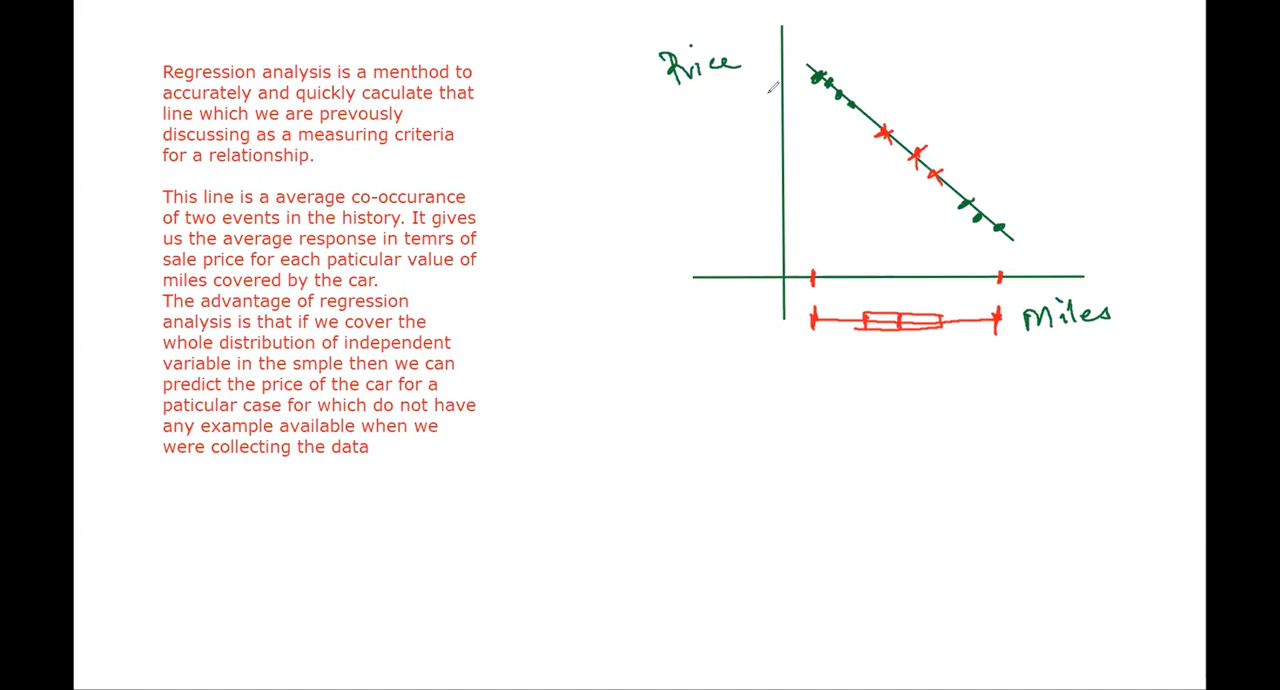 Regression analysis is a menthod to
accurately and quickly caculate that
line which we are prevously
discussing as a measuring criteria
for a relationship.
This line is a average co-occurance
of two events in the history. It gives
us the average response in temrs of
sale price for each paticular value of
miles covered by the car.
The advantage of regression
analysis is that if we cover the
whole distribution of independent
variable in the smple then we can
predict the price of the car for a
paticular case for which do not have
any example available when we
were collecting the data
Price
Miles